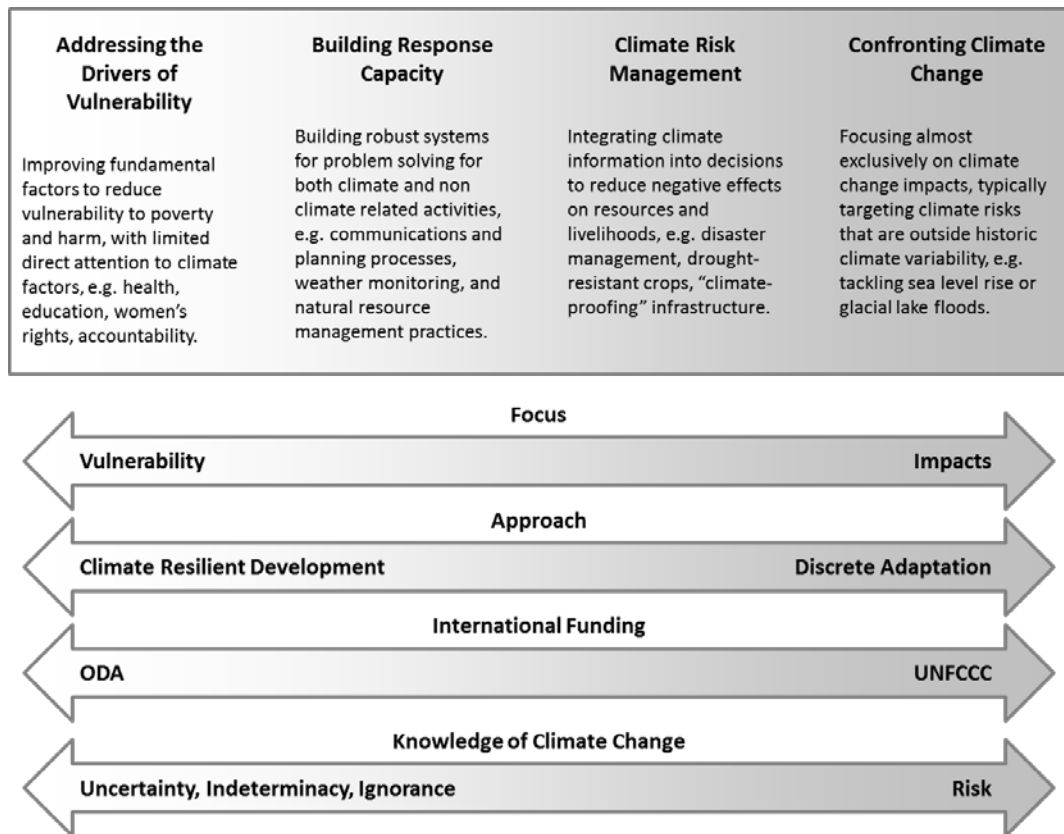 Addressing the
Drivers of
Vulnerability
Improving fundamental
factors to reduce
vulnerability to poverty
and harm, with limited
direct attention to climate
factors, e.g. health,
education, women's
rights, accountability.
Building Response
Capacity
Building robust systems
for problem solving for
both climate and non
climate related activities,
e.g. communications and
planning processes,
weather monitoring, and
natural resource
management practices.
Climate Risk
Management
Integrating climate
information into decisions
to reduce negative effects
on resources and
livelihoods, e.g. disaster
management, drought-
resistant crops, “climate-
proofing” infrastructure.
Confronting Climate
Change
Focusing almost
exclusively on climate
change impacts, typically
targeting climate risks
that are outside historic
climate variability, e.g.
tackling sea level rise or
glacial lake floods.
Focus
Vulnerability Impacts
Approach
Climate Resilient Development Discrete Adaptation
International Funding
ODA UNFCCC
Knowledge of Climate Change
Uncertainty, Indeterminacy, Ignorance Risk